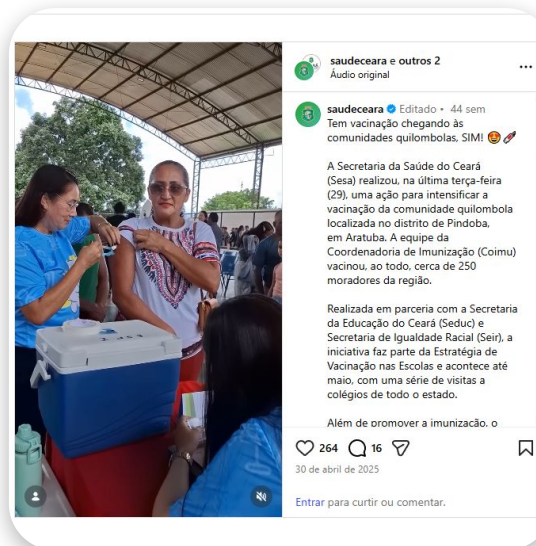 saudeceara e outros 2
Áudio original
saudeceara Editado • 44 sem
Tem vacinação chegando às
comunidades quilombolas, SIM! 😍 💉
A Secretaria da Saúde do Ceará
(Sesa) realizou, na última terça-feira
(29), uma ação para intensificar a
vacinação da comunidade quilombola
localizada no distrito de Pindoba,
em Aratuba. A equipe da
Coordenadoria de Imunização (Coimu)
vacinou, ao todo, cerca de 250
moradores da região.
Realizada em parceria com a Secretaria
da Educação do Ceará (Seduc) e
Secretaria de Igualdade Racial (Seir), a
iniciativa faz parte da Estratégia de
Vacinação nas Escolas e acontece até
maio, com uma série de visitas a
colégios de todo o estado.
Além de promover a imunização, o
264 16
30 de abril de 2025
Entrar para curtir ou comentar.